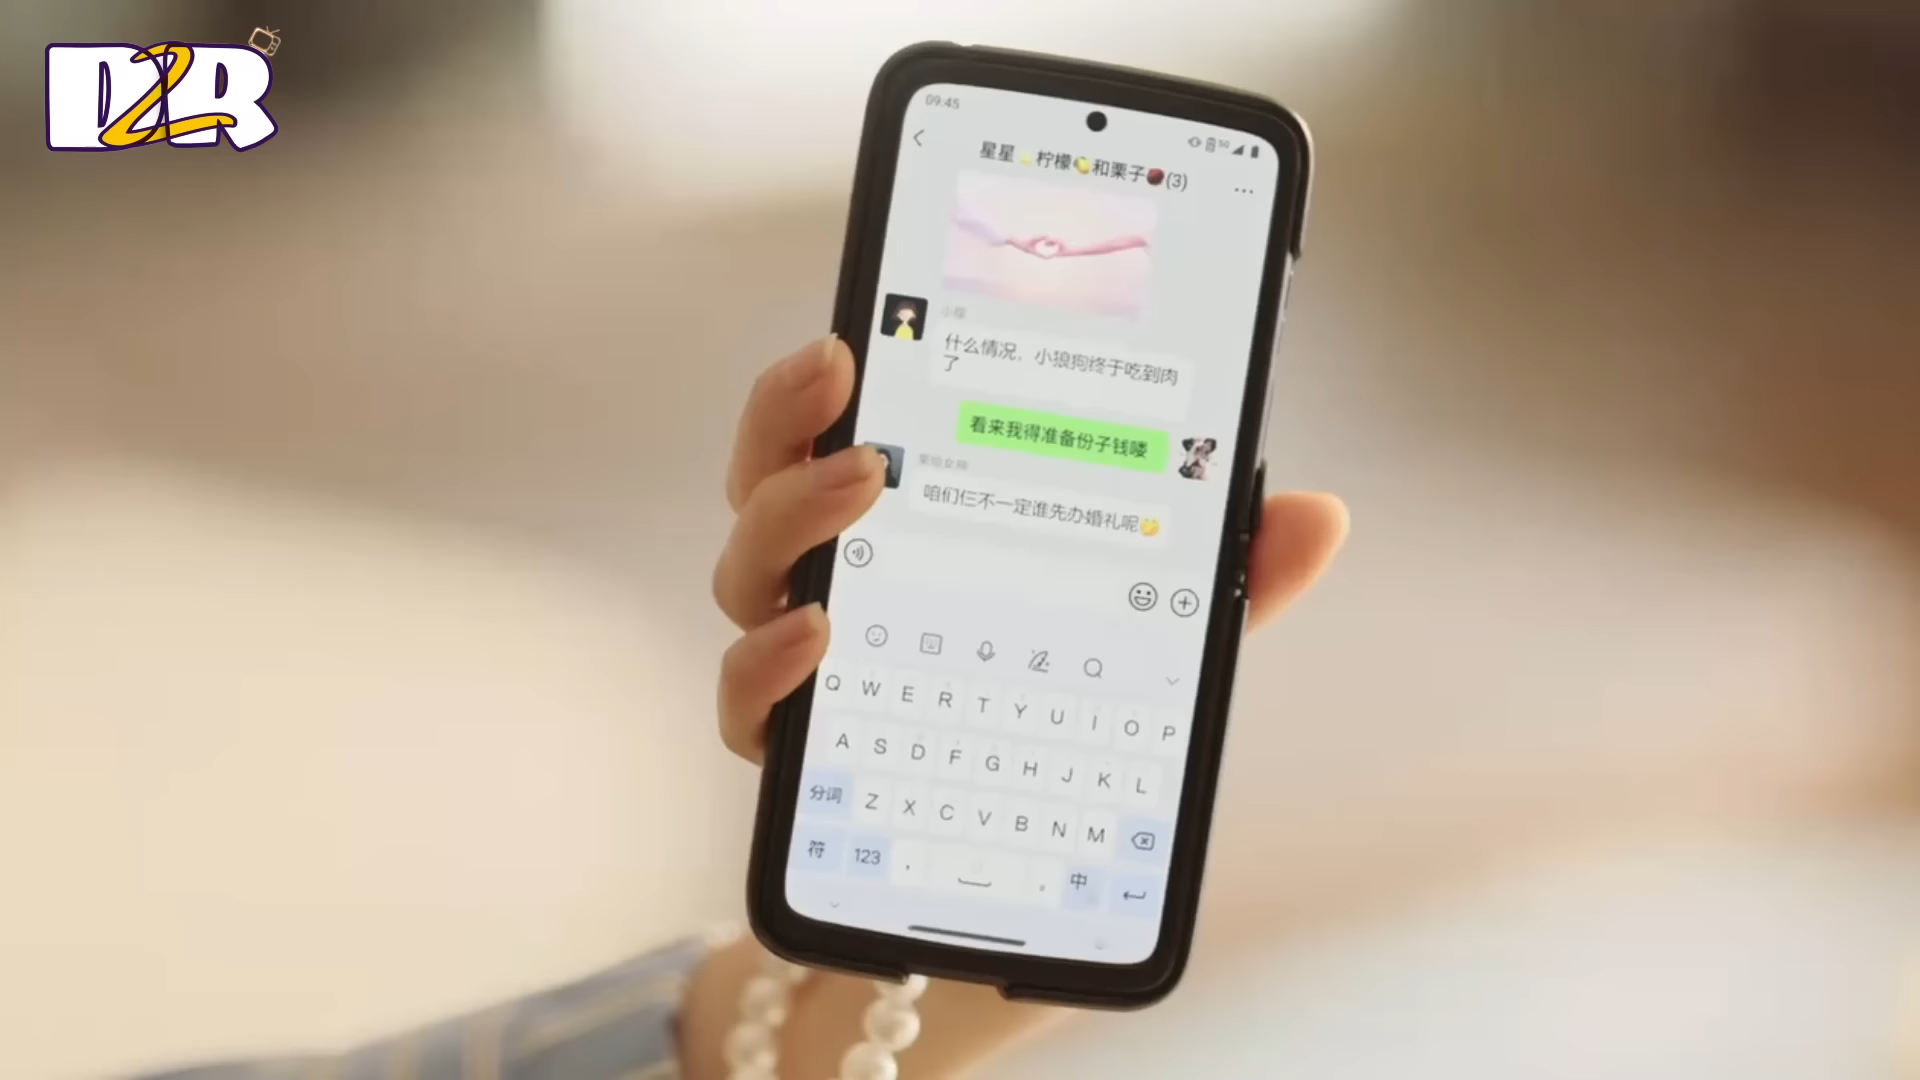 D2R
09:45
5G
星星⭐柠檬🍋和栗子🌰(3)
什么情况，小狼狗终于吃到肉
了
看来我得准备份子钱喽
咱们仨不一定谁先办婚礼呢🤭
Q W E R T Y U I O P
A S D F G H J K L
分词 Z X C V B N M
符 123 ， 。 中